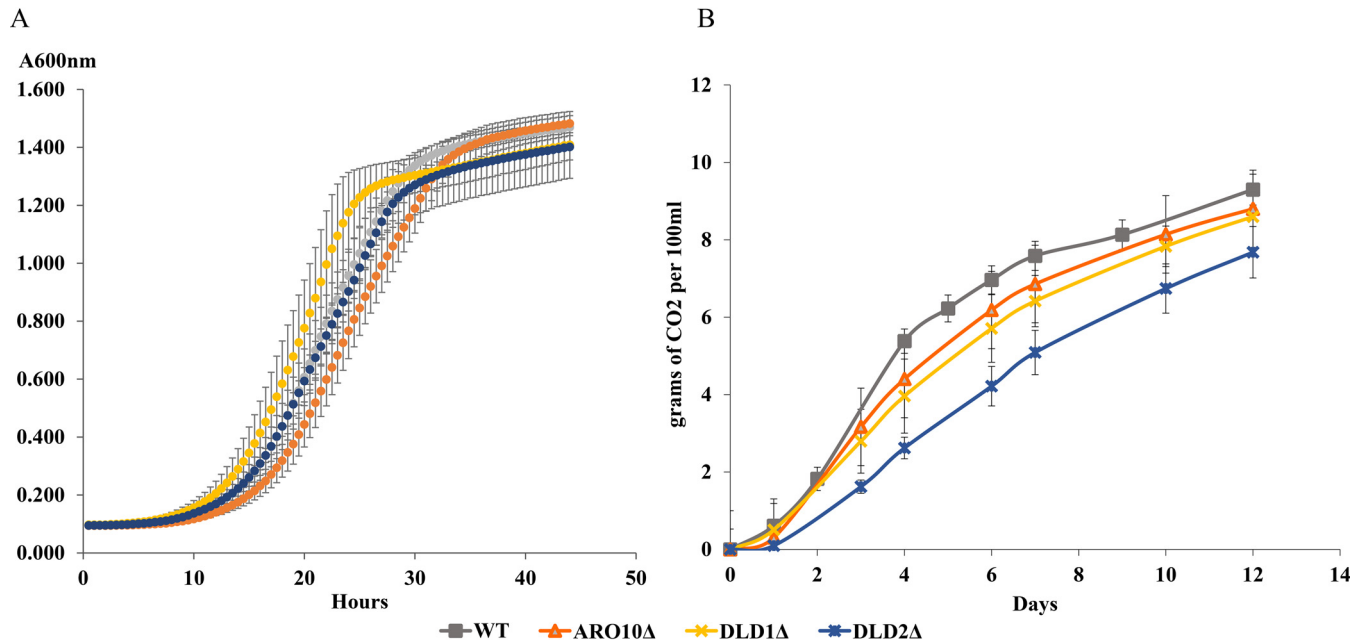 A
B
A600nm
1.600
1.400
1.200
1.000
0.800
0.600
0.400
0.200
0.000
0 10 20 30 40 50
Hours
grams of CO2 per 100ml
12
10
8
6
4
2
0
0 2 4 6 8 10 12 14
Days
WT ARO10Δ DLD1Δ DLD2Δ